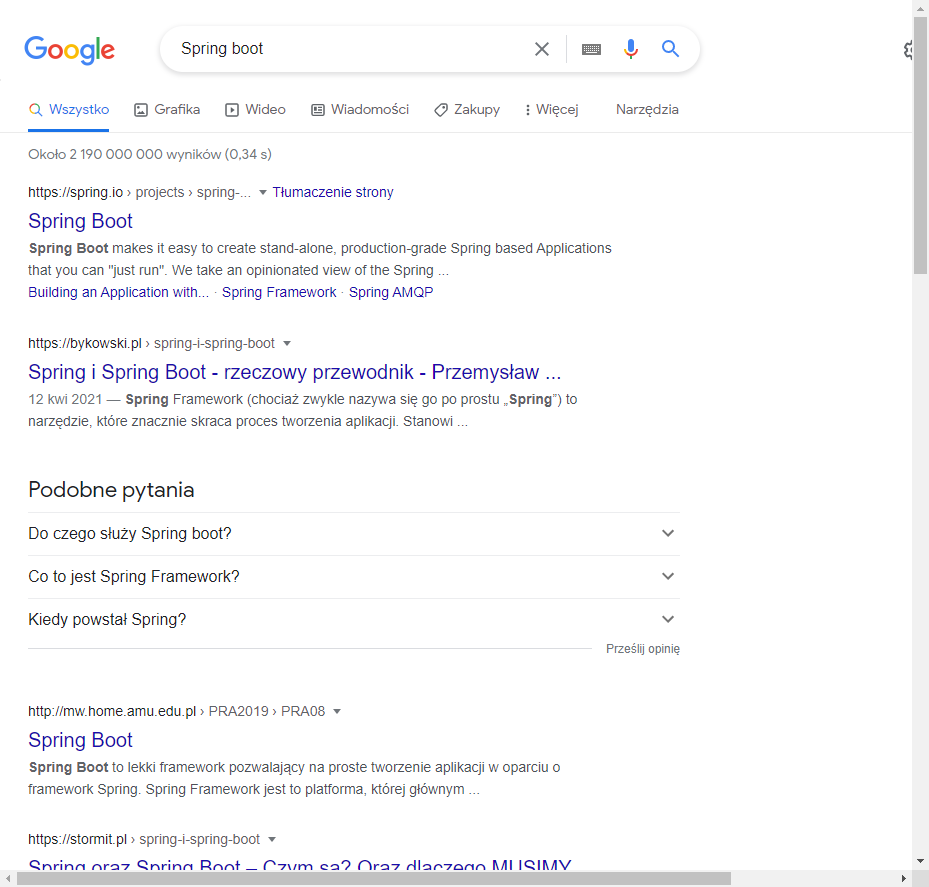 Google
Spring boot
Wszystko Grafika Wideo Wiadomości Zakupy Więcej Narzędzia
Około 2 190 000 000 wyników (0,34 s)
https://spring.io › projects › spring-... Tłumaczenie strony
Spring Boot
Spring Boot makes it easy to create stand-alone, production-grade Spring based Applications
that you can "just run". We take an opinionated view of the Spring ...
Building an Application with... · Spring Framework · Spring AMQP
https://bykowski.pl › spring-i-spring-boot
Spring i Spring Boot - rzeczowy przewodnik - Przemysław ...
12 kwi 2021 — Spring Framework (chociaż zwykle nazywa się go po prostu „Spring”) to
narzędzie, które znacznie skraca proces tworzenia aplikacji. Stanowi ...
Podobne pytania
Do czego służy Spring boot?
Co to jest Spring Framework?
Kiedy powstał Spring?
Prześlij opinię
http://mw.home.amu.edu.pl › PRA2019 › PRA08
Spring Boot
Spring Boot to lekki framework pozwalający na proste tworzenie aplikacji w oparciu o
framework Spring. Spring Framework jest to platforma, której głównym ...
https://stormit.pl › spring-i-spring-boot
Spring oraz Spring Boot – Czym są? Oraz dlaczego MUSIMY